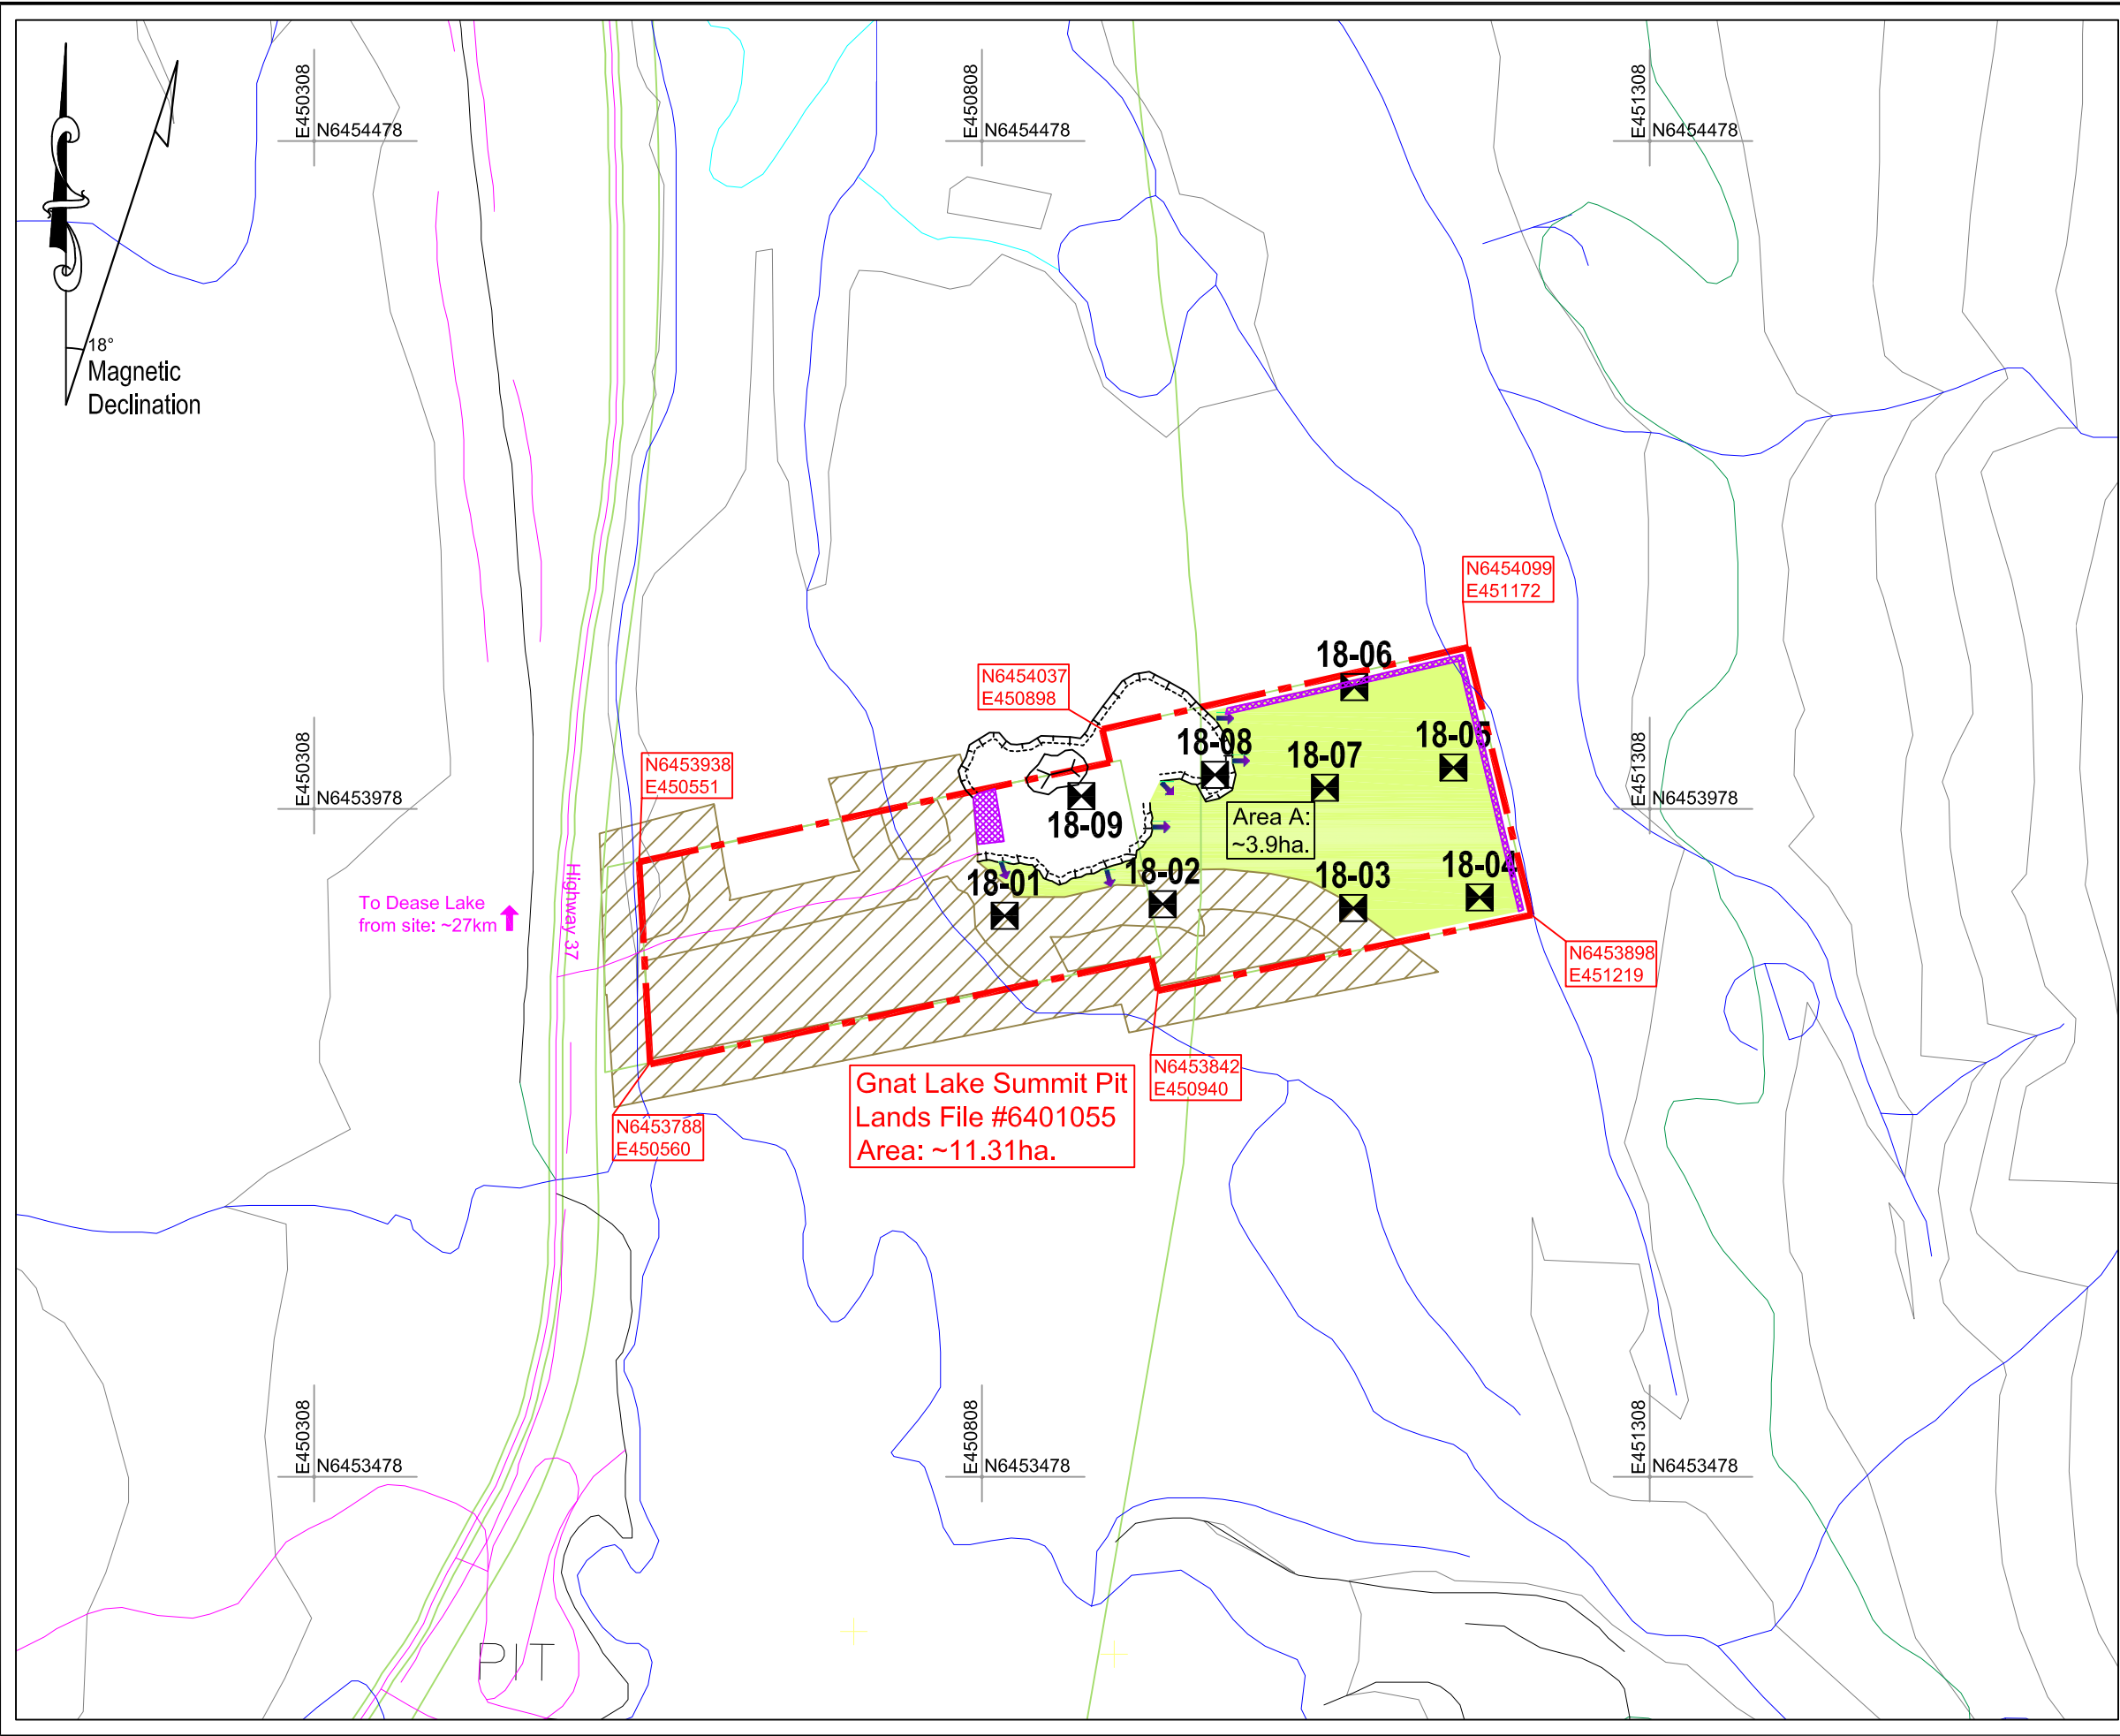 E450308
N6454478
E450808
N6454478
E451308
N6454478
18°
Magnetic
Declination
N6454099
E451172
18-06
N6454037
E450898
18-08
18-07
18-05
N6453938
E450551
E450308
N6453978
18-09
Area A:
~3.9ha.
E451308
N6453978
18-01
18-02
18-03
18-04
To Dease Lake
from site: ~27km
Highway 37
N6453898
E451219
N6453842
E450940
Gnat Lake Summit Pit
Lands File #6401055
Area: ~11.31ha.
N6453788
E450560
E450308
N6453478
E450808
N6453478
E451308
N6453478
PIT